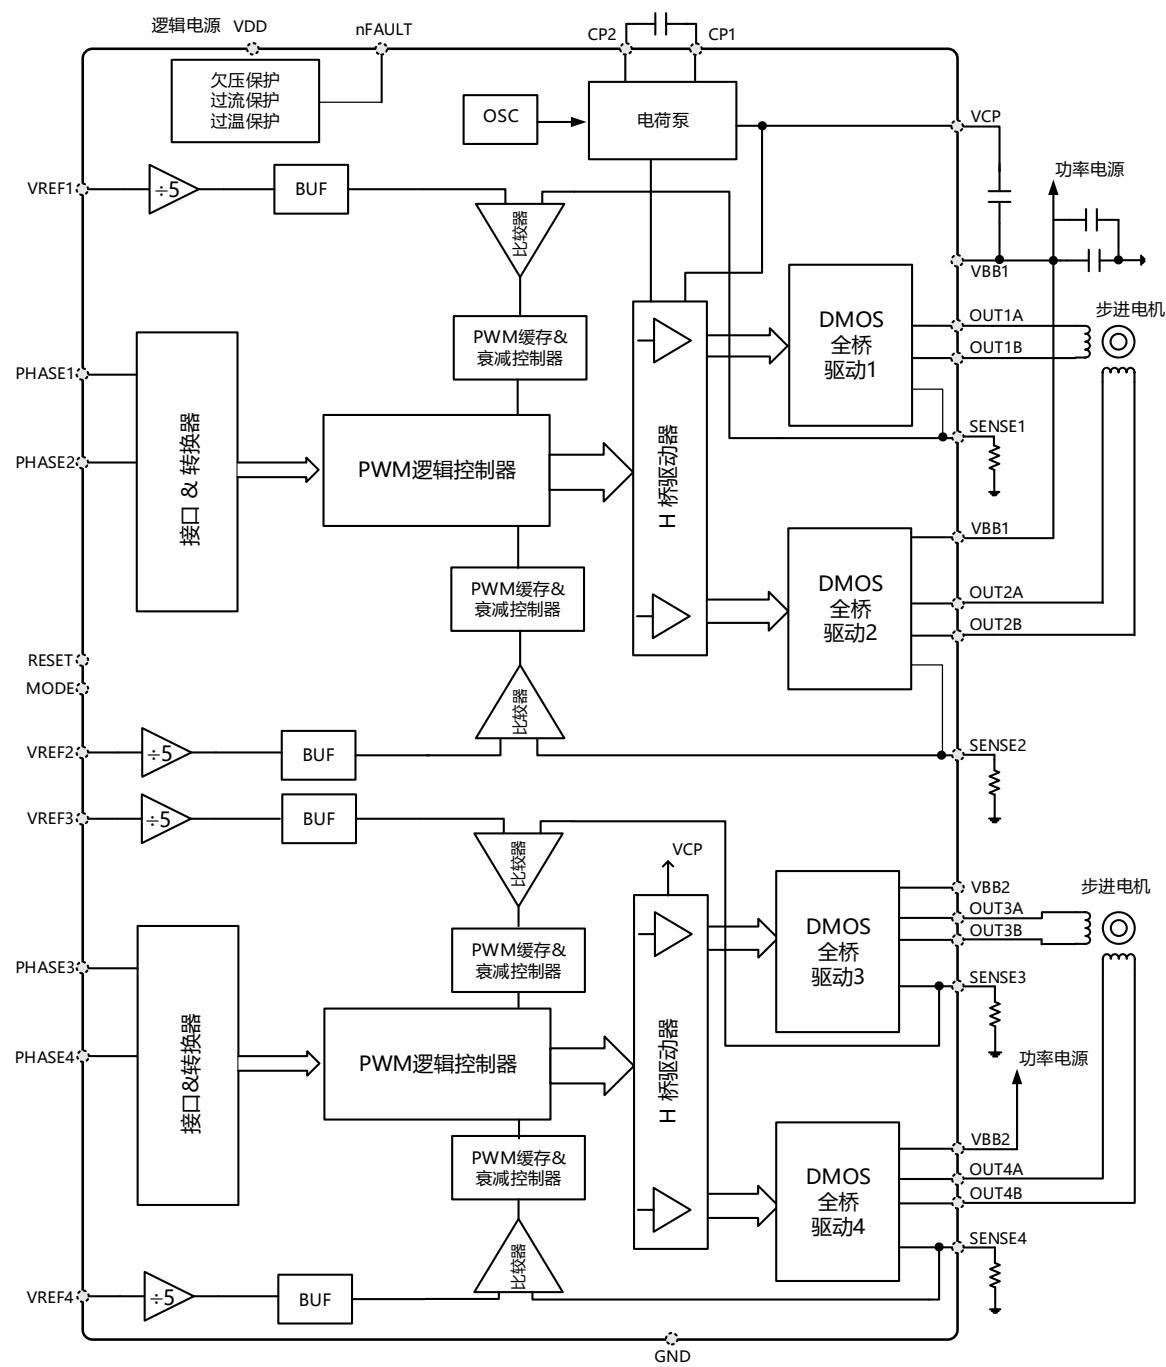 逻辑电源 VDD
nFAULT
CP2
CP1
欠压保护
过流保护
过温保护
OSC
电荷泵
VCP
VREF1
÷5
BUF
比较器
功率电源
VBB1
PWM缓存&
衰减控制器
DMOS
全桥
驱动1
OUT1A
OUT1B
步进电机
PHASE1
PHASE2
接口 & 转换器
PWM逻辑控制器
H 桥驱动器
SENSE1
VBB1
PWM缓存&
衰减控制器
DMOS
全桥
驱动2
OUT2A
OUT2B
RESET
MODE
比较器
VREF2
÷5
BUF
SENSE2
VREF3
÷5
BUF
比较器
VCP
VBB2
步进电机
DMOS
全桥
驱动3
OUT3A
OUT3B
PWM缓存&
衰减控制器
PHASE3
SENSE3
PHASE4
接口&转换器
PWM逻辑控制器
H 桥驱动器
功率电源
PWM缓存&
衰减控制器
DMOS
全桥
驱动4
VBB2
OUT4A
OUT4B
SENSE4
比较器
VREF4
÷5
BUF
GND